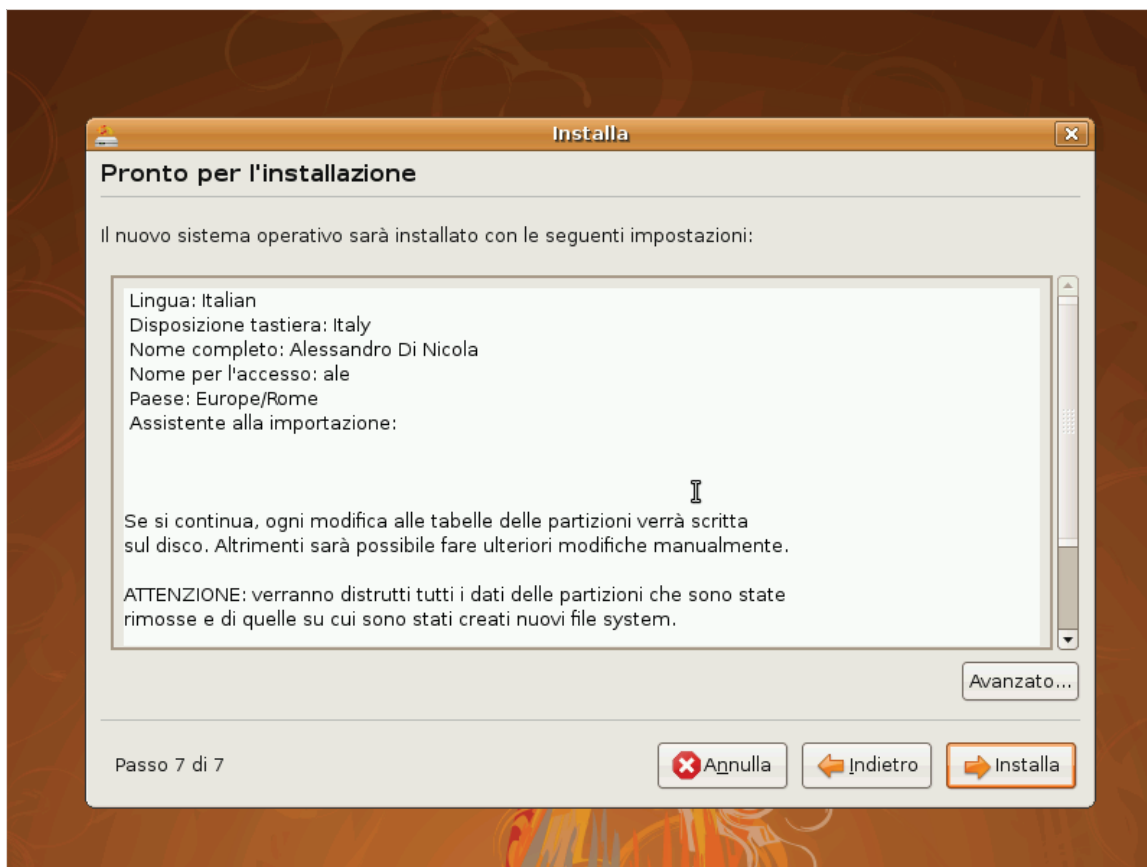 Installa
Pronto per l'installazione
Il nuovo sistema operativo sarà installato con le seguenti impostazioni:
Lingua: Italian
Disposizione tastiera: Italy
Nome completo: Alessandro Di Nicola
Nome per l'accesso: ale
Paese: Europe/Rome
Assistente alla importazione:
Se si continua, ogni modifica alle tabelle delle partizioni verrà scritta
sul disco. Altrimenti sarà possibile fare ulteriori modifiche manualmente.
ATTENZIONE: verranno distrutti tutti i dati delle partizioni che sono state
rimosse e di quelle su cui sono stati creati nuovi file system.
Avanzato...
Passo 7 di 7
Annulla
Indietro
Installa